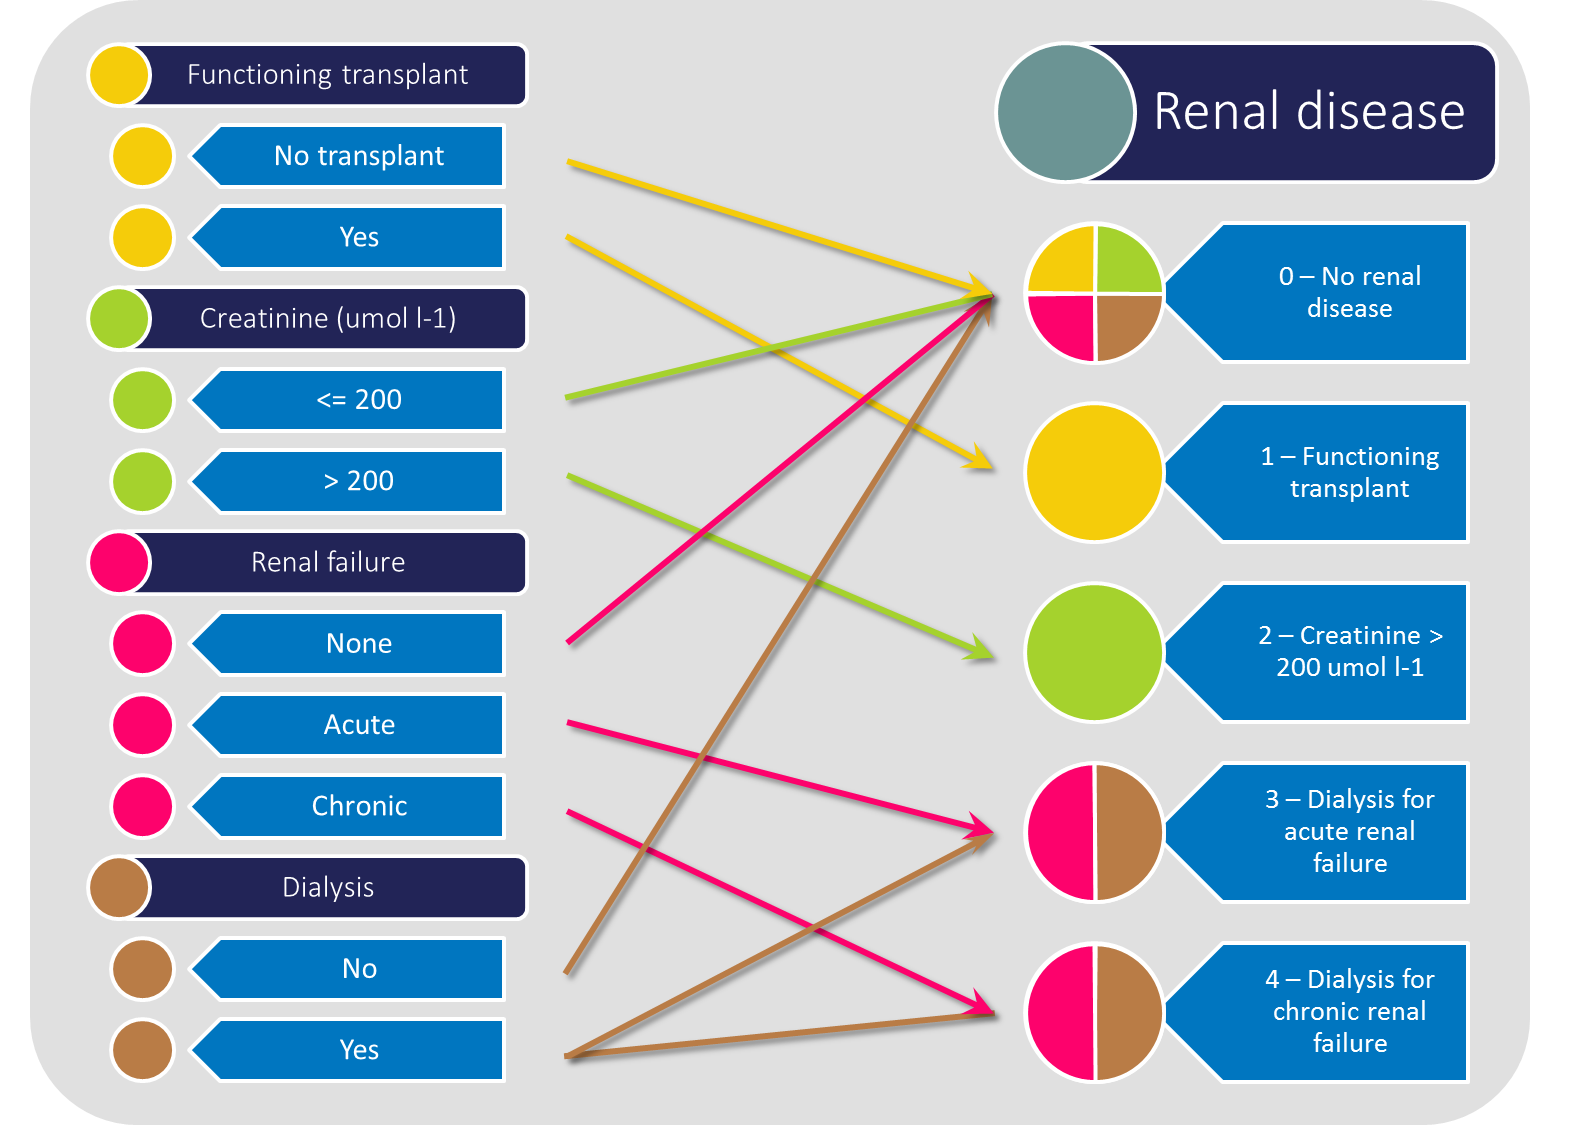 Functioning transplant
No transplant
Yes
Creatinine (umol l-1)
<= 200
> 200
Renal failure
None
Acute
Chronic
Dialysis
No
Yes
Renal disease
0 – No renal
disease
1 – Functioning
transplant
2 – Creatinine >
200 umol l-1
3 – Dialysis for
acute renal
failure
4 – Dialysis for
chronic renal
failure